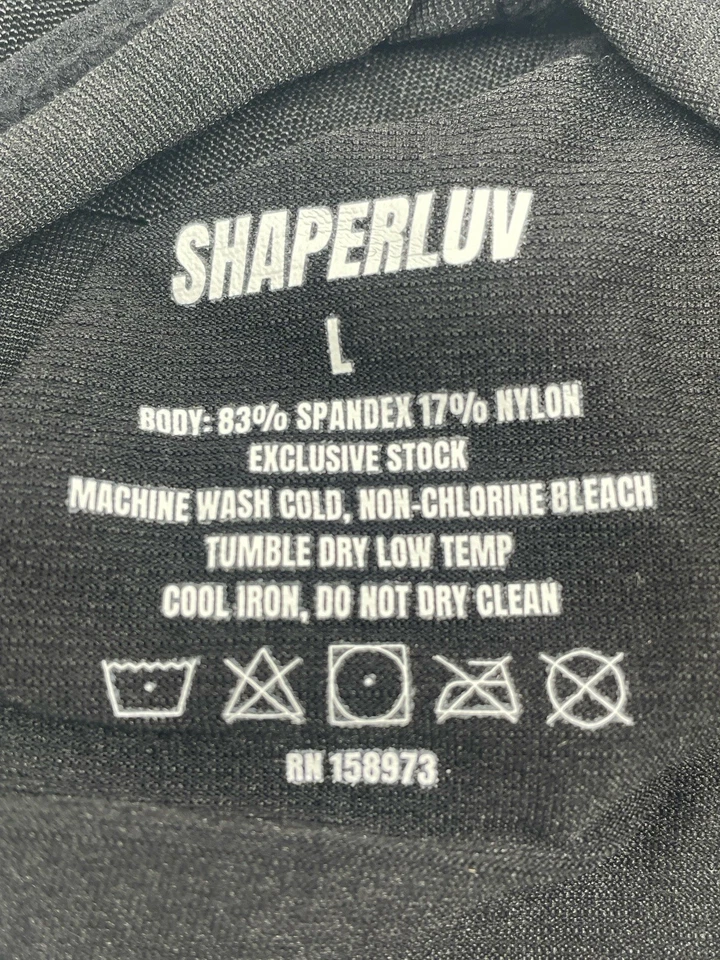 SHAPERLUV
L
BODY: 83% SPANDEX 17% NYLON
EXCLUSIVE STOCK
MACHINE WASH COLD, NON-CHLORINE BLEACH
TUMBLE DRY LOW TEMP
COOL IRON, DO NOT DRY CLEAN
RN 158973